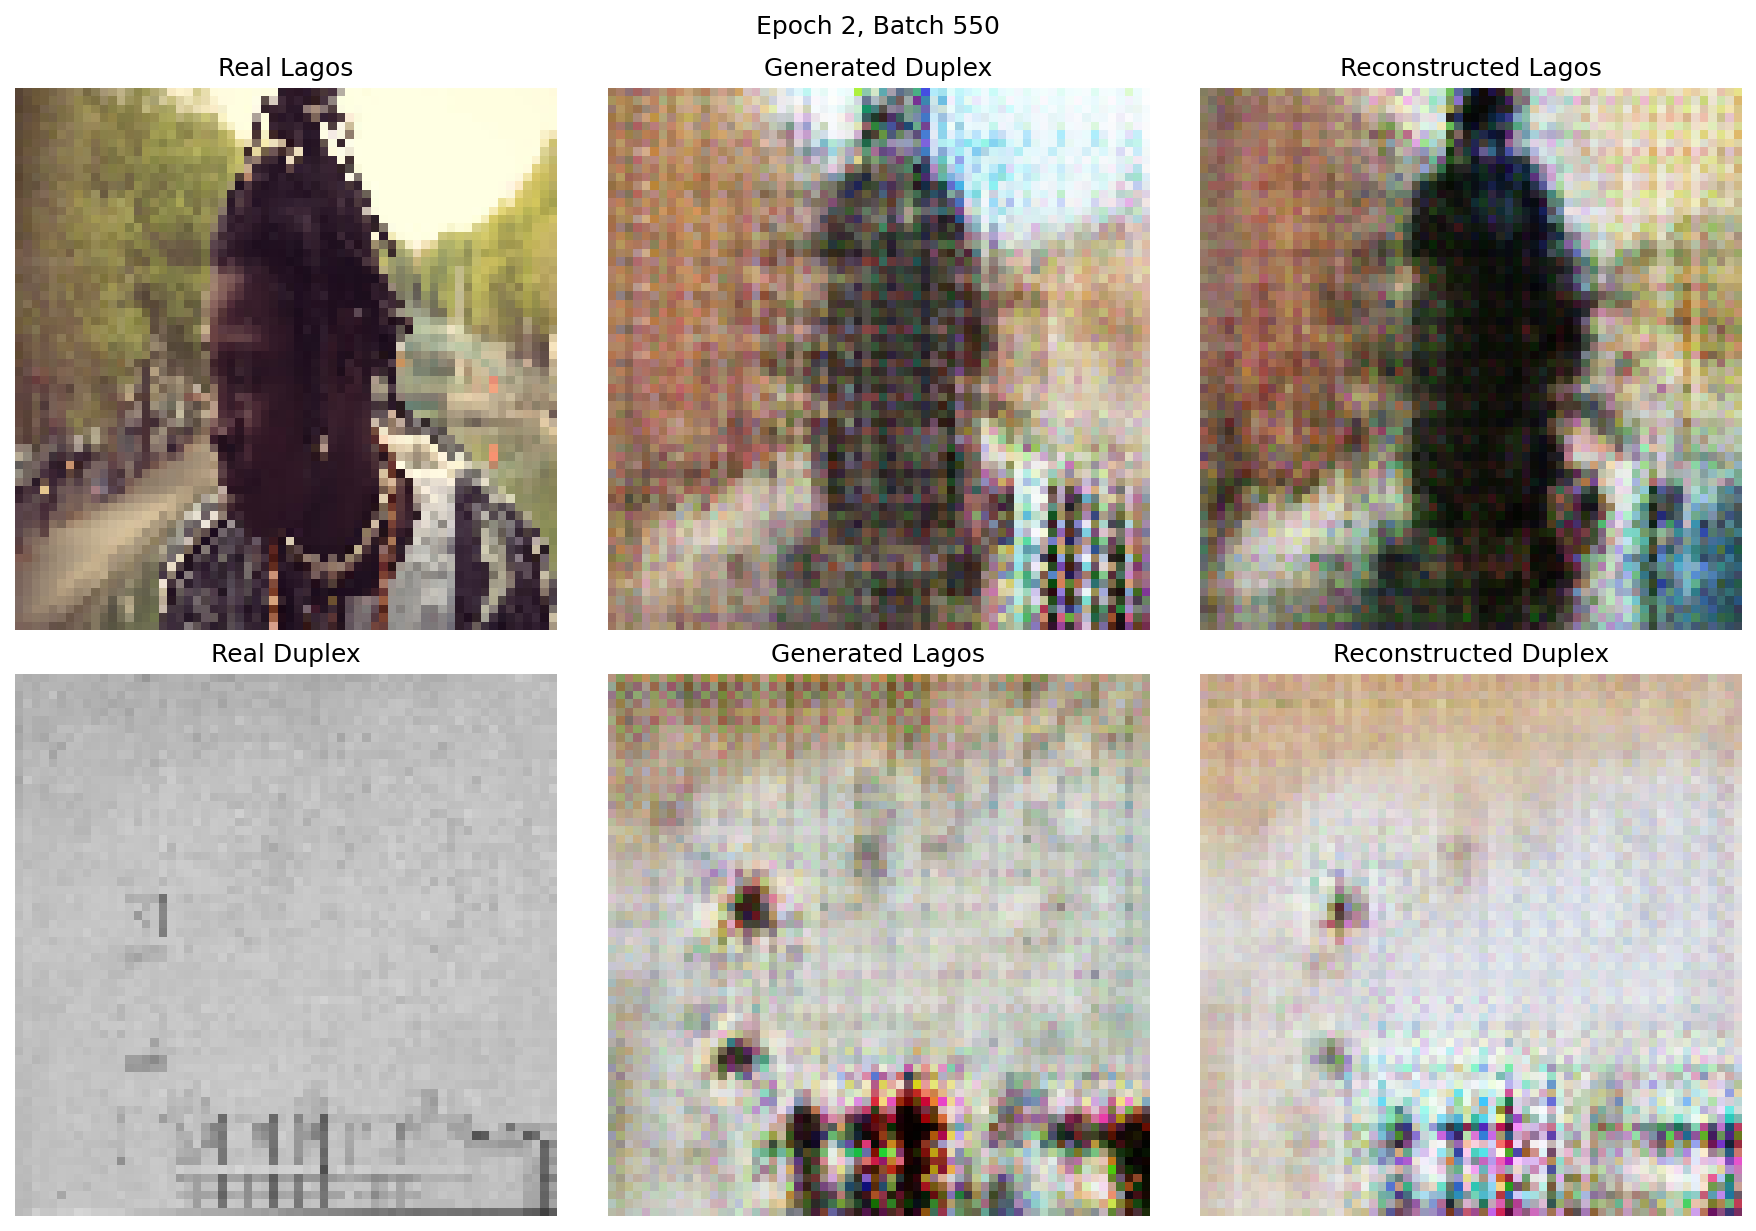 Epoch 2, Batch 550
Real Lagos
Generated Duplex
Reconstructed Lagos
Real Duplex
Generated Lagos
Reconstructed Duplex